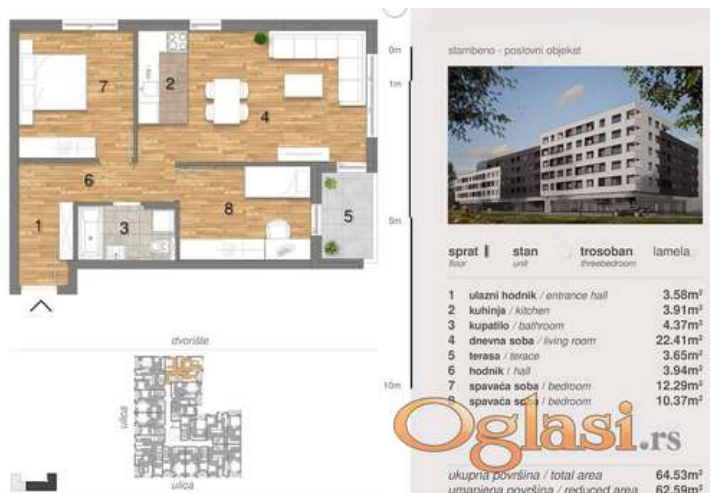 7
2
4
6
1
3
8
5
0m
1m
5m
10m
dvorište
ulica
ulica
stambeno - poslovni objekat
sprat stan trosoban lamela
floor unit threebedroom
1 ulazni hodnik / entrance hall 3.58m²
2 kuhinja / kitchen 3.91m²
3 kupatilo / bathroom 4.37m²
4 dnevna soba / living room 22.41m²
5 terasa / terace 3.65m²
6 hodnik / hall 3.94m²
7 spavaća soba / bedroom 12.29m²
8 spavaća soba / bedroom 10.37m²
Oglasi.rs
ukupna površina / total area 64.53m²
umanjena površina / reduced area 62.59m²